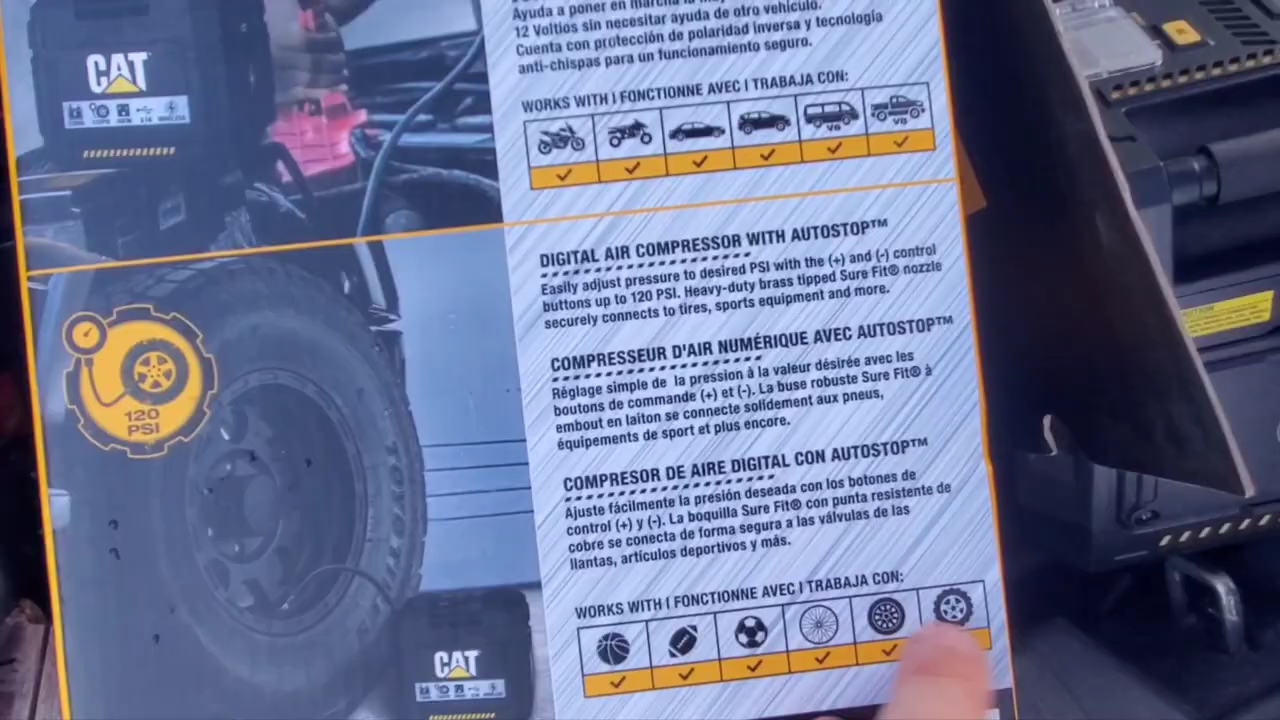 CAT
Ayuda a poner en marcha la
12 Voltios sin necesitar ayuda de otro vehículo.
Cuenta con protección de polaridad inversa y tecnología
anti-chispas para un funcionamiento seguro.
WORKS WITH I FONCTIONNE AVEC I TRABAJA CON:
V6
V8
DIGITAL AIR COMPRESSOR WITH AUTOSTOP™
Easily adjust pressure to desired PSI with the (+) and (-) control
buttons up to 120 PSI. Heavy-duty brass tipped Sure Fit® nozzle
securely connects to tires, sports equipment and more.
120
PSI
COMPRESSEUR D'AIR NUMÉRIQUE AVEC AUTOSTOP™
Réglage simple de la pression à la valeur désirée avec les
boutons de commande (+) et (-). La buse robuste Sure Fit® à
embout en laiton se connecte solidement aux pneus,
équipements de sport et plus encore.
COMPRESOR DE AIRE DIGITAL CON AUTOSTOP™
Ajuste fácilmente la presión deseada con los botones de
control (+) y (-). La boquilla Sure Fit® con punta resistente de
cobre se conecta de forma segura a las válvulas de las
llantas, artículos deportivos y más.
WORKS WITH I FONCTIONNE AVEC I TRABAJA CON:
CAT